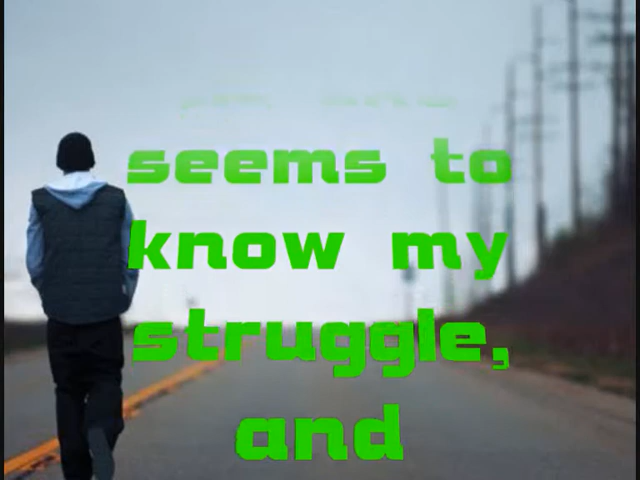 seems to
know my
struggle,
and